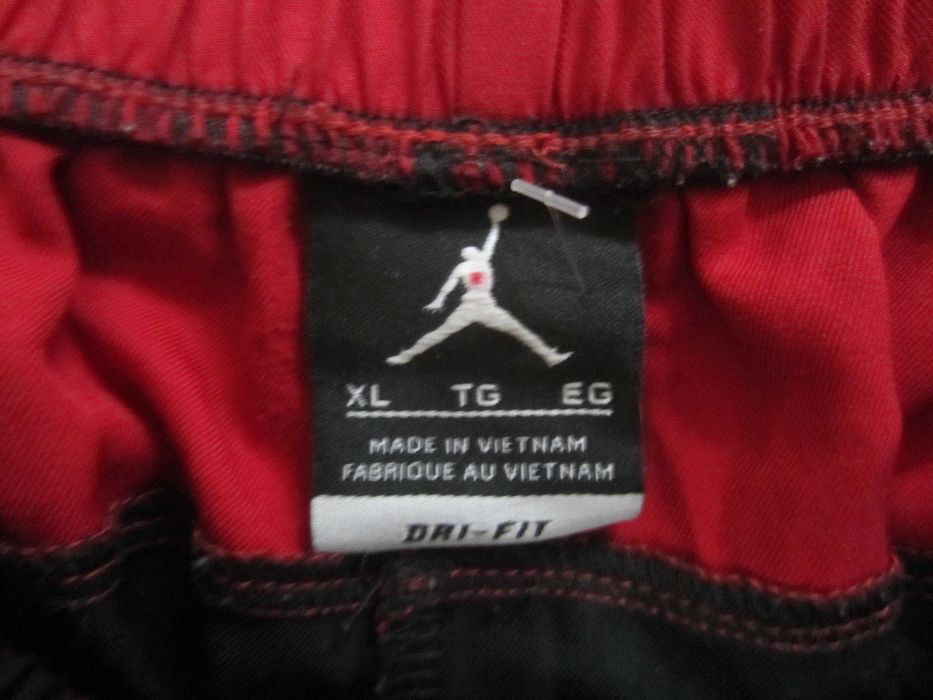 XL TG EG
MADE IN VIETNAM
FABRIQUE AU VIETNAM
DRI-FIT